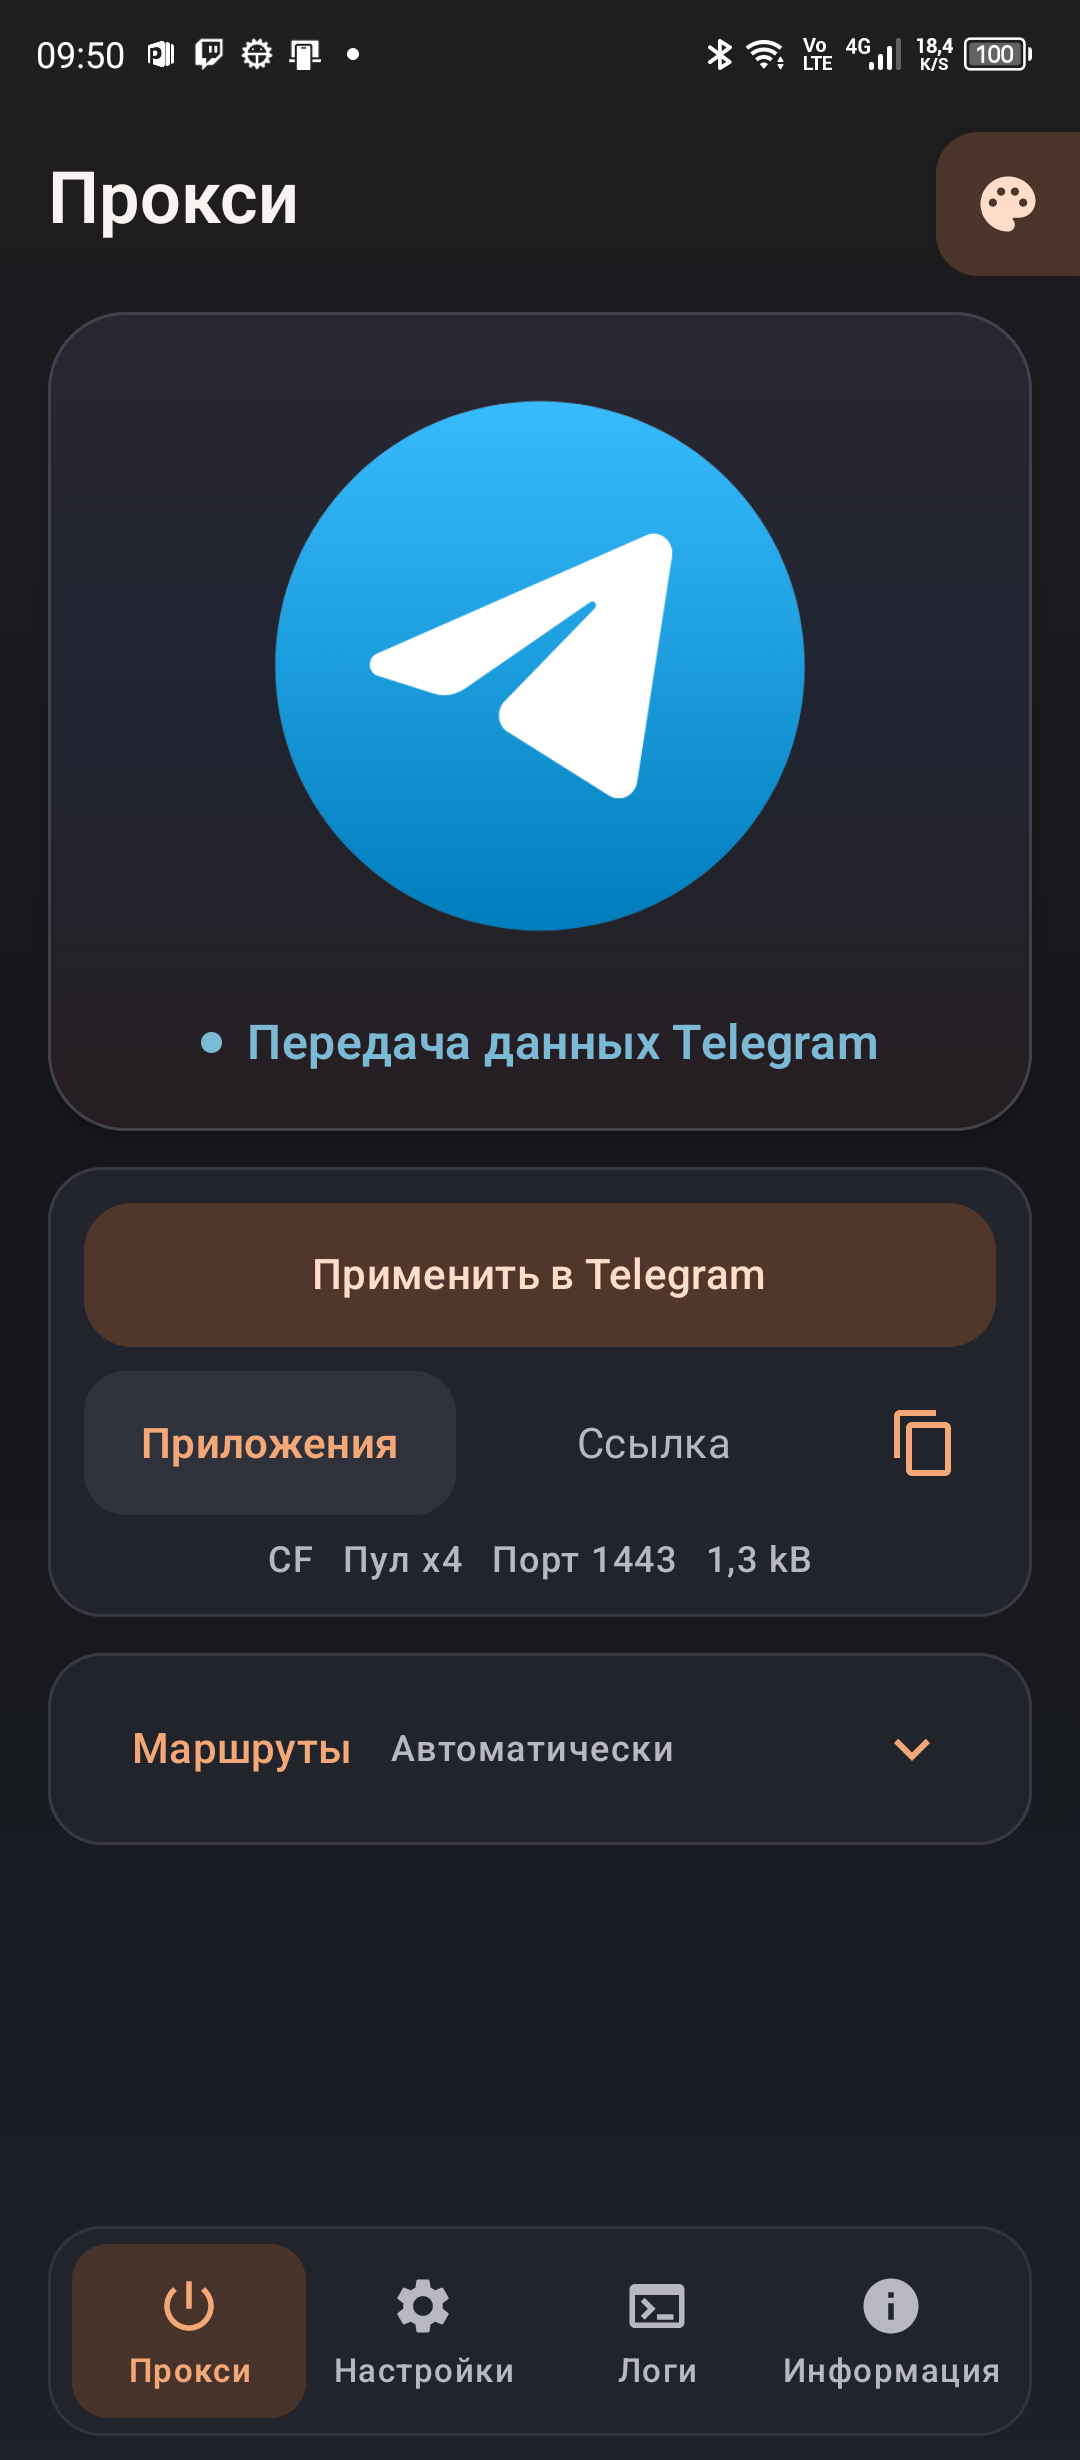 09:50
Vo
LTE
4G
18,4
K/S
100
Прокси
Передача данных Telegram
Применить в Telegram
Приложения Ссылка
CF Пул x4 Порт 1443 1,3 kB
Маршруты Автоматически
Прокси Настройки Логи Информация